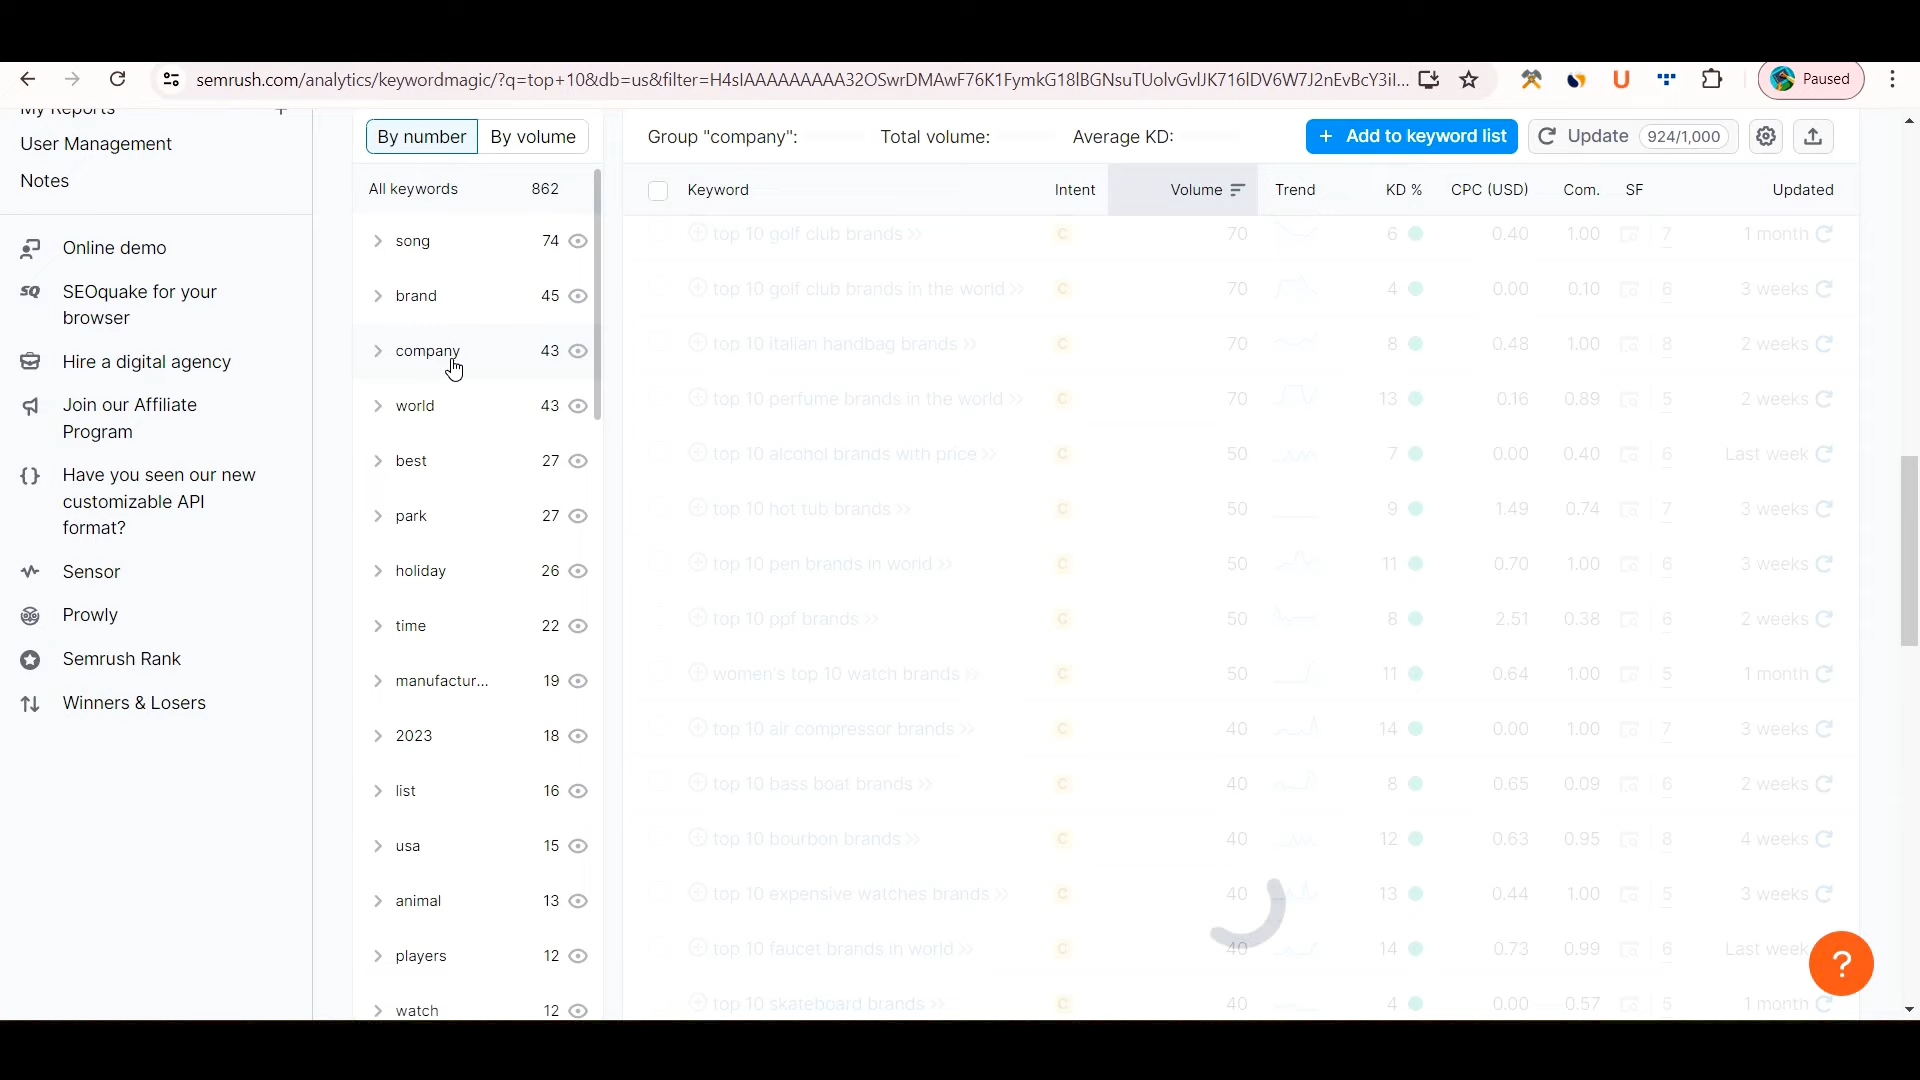 semrush.com/analytics/keywordmagic/?q=top+10&db=us&filter=H4sIAAAAAAAAA32OSwrDMAwF76K1FymkG18lBGNsuTUolvGvlJK716lDV6W7J2nEvBcY3il...
Paused
My Reports +
User Management
Notes
Online demo
SEOquake for your
browser
Hire a digital agency
Join our Affiliate
Program
Have you seen our new
customizable API
format?
Sensor
Prowly
Semrush Rank
Winners & Losers
By number By volume
All keywords 862
song 74
brand 45
company 43
world 43
best 27
park 27
holiday 26
time 22
manufactur... 19
2023 18
list 16
usa 15
animal 13
players 12
watch 12
Group "company": Total volume: Average KD:
+ Add to keyword list Update 924/1,000
Keyword Intent Volume Trend KD % CPC (USD) Com. SF Updated
top 10 golf club brands >> C 70 6 0.40 1.00 7 1 month
top 10 golf club brands in the world >> C 70 4 0.00 0.10 6 3 weeks
top 10 italian handbag brands >> C 70 8 0.48 1.00 8 2 weeks
top 10 perfume brands in the world >> C 70 13 0.16 0.89 5 2 weeks
top 10 alcohol brands with price >> C 50 7 0.00 0.40 6 Last week
top 10 hot tub brands >> C 50 9 1.49 0.74 7 3 weeks
top 10 pen brands in world >> C 50 11 0.70 1.00 6 3 weeks
top 10 ppf brands >> C 50 8 2.51 0.38 6 2 weeks
women's top 10 watch brands >> C 50 11 0.64 1.00 5 1 month
top 10 air compressor brands >> C 40 14 0.00 1.00 7 3 weeks
top 10 bass boat brands >> C 40 8 0.65 0.09 6 2 weeks
top 10 bourbon brands >> C 40 12 0.63 0.95 8 4 weeks
top 10 expensive watches brands >> C 40 13 0.44 1.00 5 3 weeks
top 10 faucet brands in world >> C 40 14 0.73 0.99 6 Last week
top 10 skateboard brands >> C 40 4 0.00 0.57 6 1 month
?